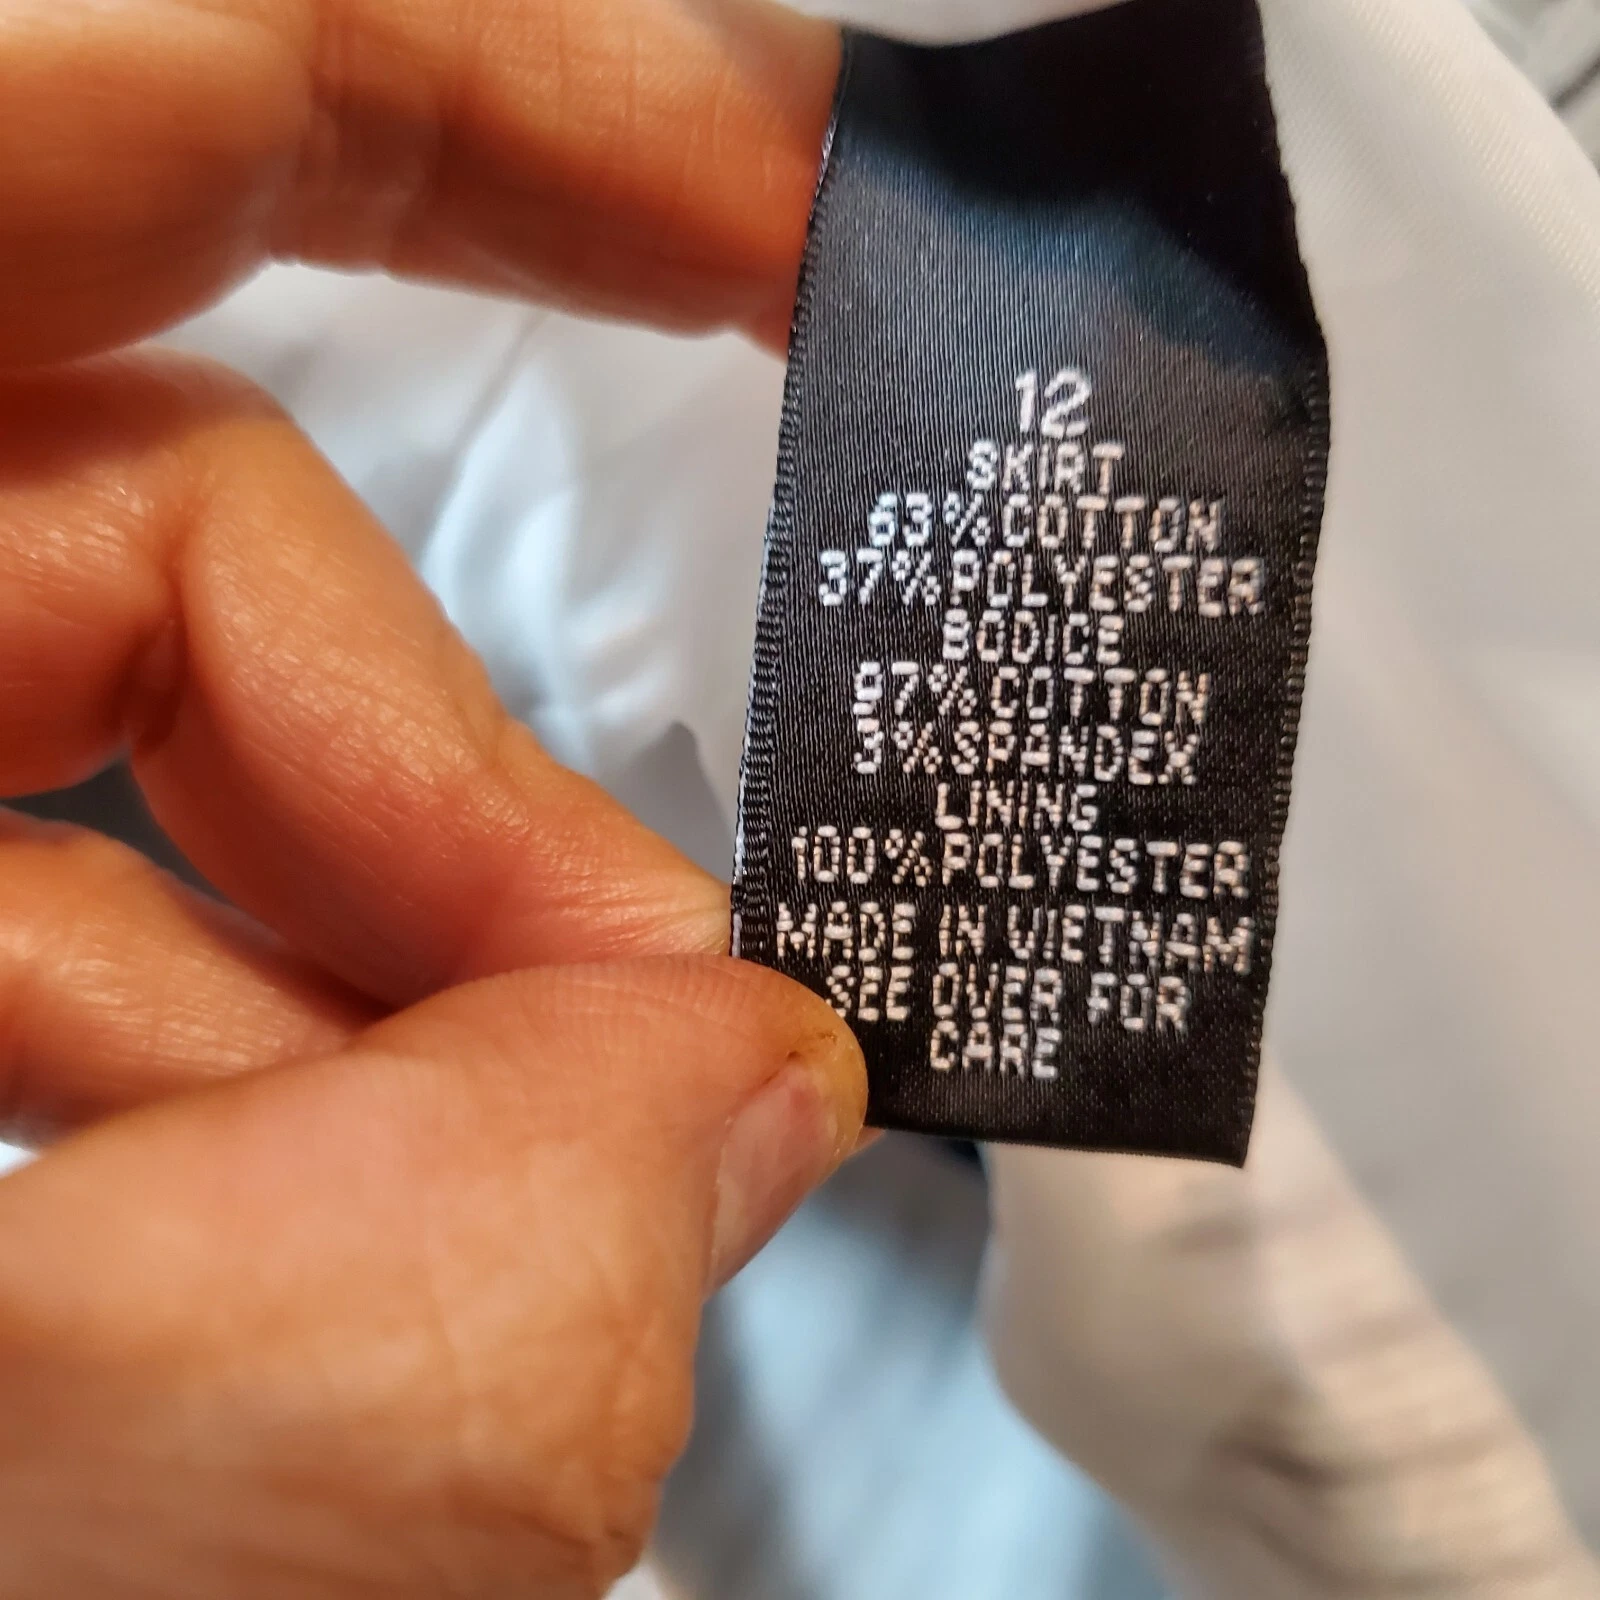 12
SKIRT
63%COTTON
37%POLYESTER
BODICE
97%COTTON
3%SPANDEX
LINING
100%POLYESTER
MADE IN VIETNAM
SEE OVER FOR
CARE